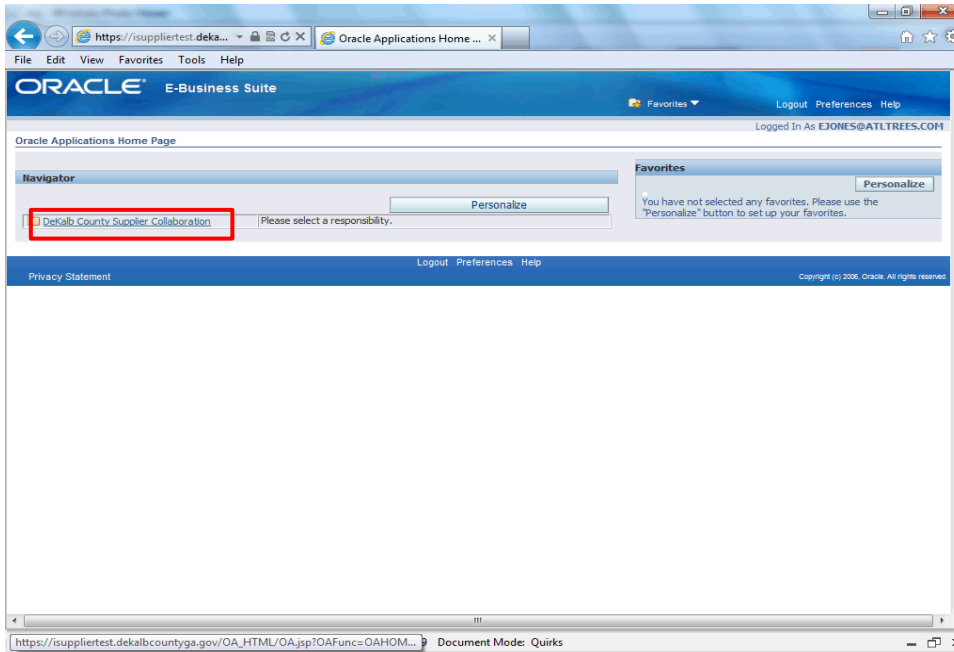 https://isuppliertest.deka...
Oracle Applications Home ...
File Edit View Favorites Tools Help
ORACLE® E-Business Suite
Favorites
Logout Preferences Help
Logged In As EJONES@ATLTREES.COM
Oracle Applications Home Page
Navigator
Personalize
DeKalb County Supplier Collaboration
Please select a responsibility.
Favorites
Personalize
You have not selected any favorites. Please use the
"Personalize" button to set up your favorites.
Logout Preferences Help
Privacy Statement
Copyright (c) 2006, Oracle. All rights reserved.
https://isuppliertest.dekalbcountyga.gov/OA_HTML/OA.jsp?OAFunc=OAHOM... 9 Document Mode: Quirks